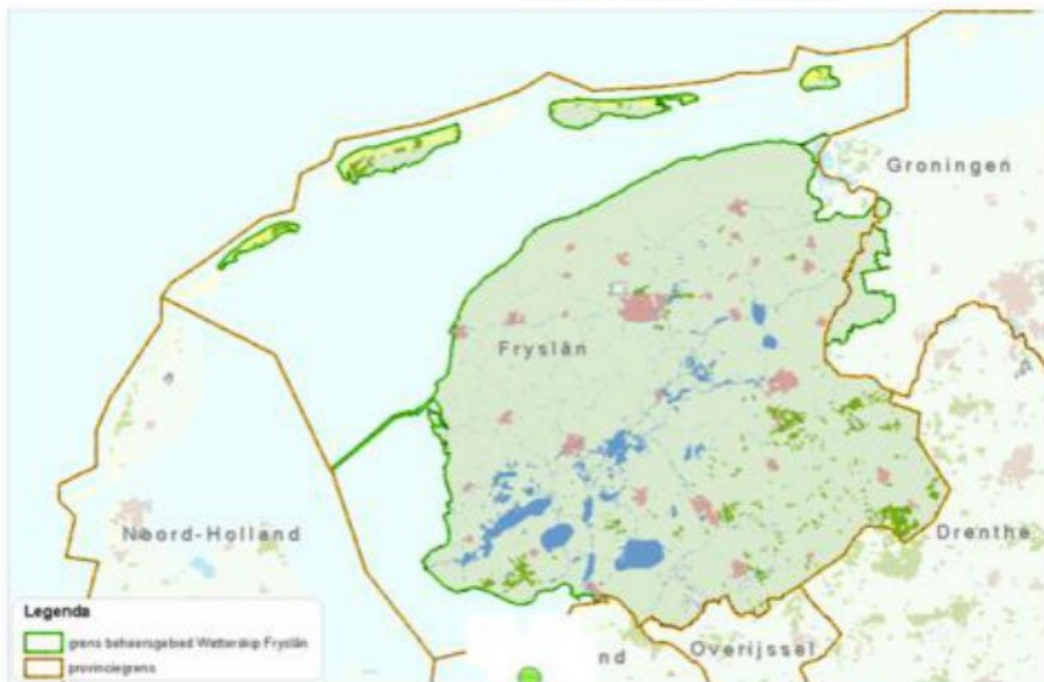 Groningen
Fryslân
Noord-Holland
Drenthe
Legenda
grens beheersgebied Wetterskip Fryslân
provinciegrens
nd
Overijssel